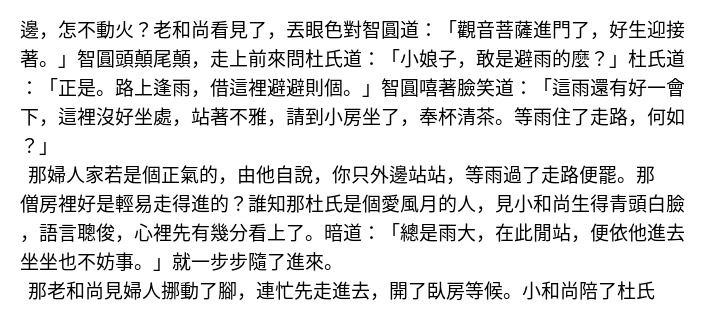 邊，怎不動火？老和尚看見了，丟眼色對智圓道：「觀音菩薩進門了，好生迎接
著。」智圓頭顛尾顛，走上前來問杜氏道：「小娘子，敢是避雨的麼？」杜氏道
：「正是。路上逢雨，借這裡避避則個。」智圓嘻著臉笑道：「這雨還有好一會
下，這裡沒好坐處，站著不雅，請到小房坐了，奉杯清茶。等雨住了走路，何如
？」
那婦人家若是個正氣的，由他自說，你只外邊站站，等雨過了走路便罷。那
僧房裡好是輕易走得進的？誰知那杜氏是個愛風月的人，見小和尚生得青頭白臉
，語言聰俊，心裡先有幾分看上了。暗道：「總是雨大，在此閒站，便依他進去
坐坐也不妨事。」就一步步隨了進來。
那老和尚見婦人挪動了腳，連忙先走進去，開了臥房等候。小和尚陪了杜氏